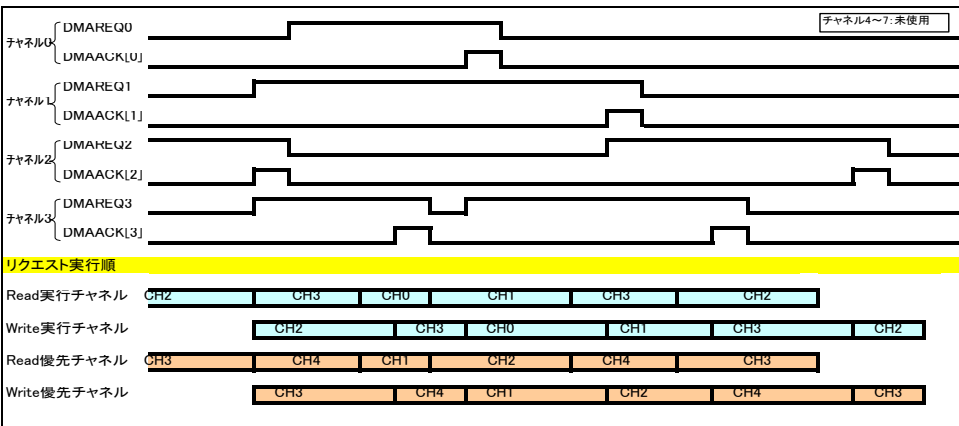 チャネル4～7:未使用
チャネル0
DMAREQ0
DMAACK[0]
チャネル1
DMAREQ1
DMAACK[1]
チャネル2
DMAREQ2
DMAACK[2]
チャネル3
DMAREQ3
DMAACK[3]
リクエスト実行順
Read実行チャネル CH2 CH3 CH0 CH1 CH3 CH2
Write実行チャネル CH2 CH3 CH0 CH1 CH3 CH2
Read優先チャネル CH3 CH4 CH1 CH2 CH4 CH3
Write優先チャネル CH3 CH4 CH1 CH2 CH4 CH3